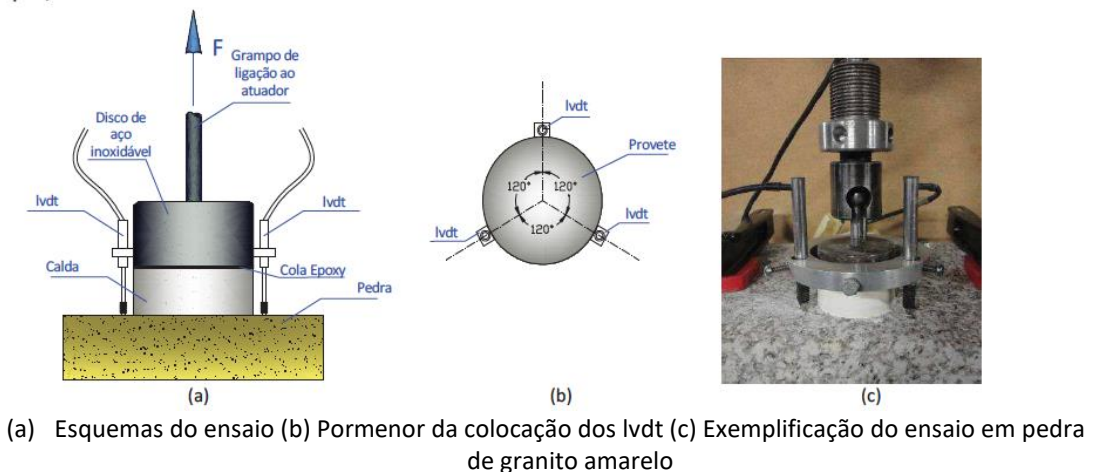 F
Grampo de
ligação ao
atuador
Disco de
aço
inoxidável
lvdt
lvdt
Calda
Cola Epoxy
Pedra
(a)
lvdt
Provete
120°
120°
120°
lvdt
lvdt
(b)
(c)
(a) Esquemas do ensaio (b) Pormenor da colocação dos lvdt (c) Exemplificação do ensaio em pedra
de granito amarelo